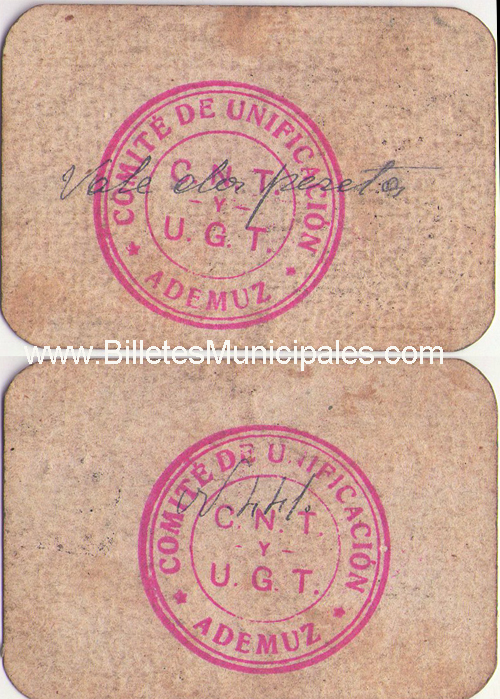 COMITÉ DE UNIFICACIÓN
C.N.T.
- Y -
U.G.T.
★ ADEMUZ ★
Vale dos pesetas
www.BilletesMunicipales.com
COMITÉ DE UNIFICACIÓN
C.N.T.
- Y -
U.G.T.
★ ADEMUZ ★